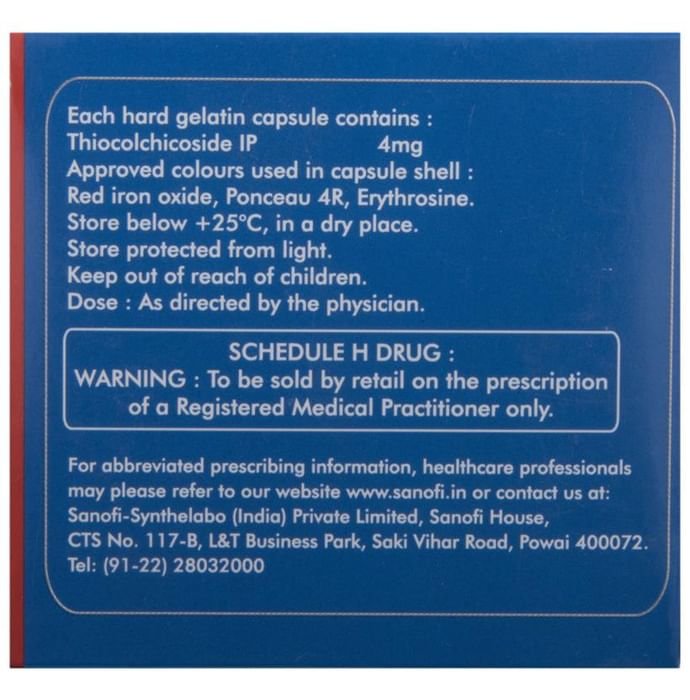 Each hard gelatin capsule contains :
Thiocolchicoside IP 4mg
Approved colours used in capsule shell :
Red iron oxide, Ponceau 4R, Erythrosine.
Store below +25°C, in a dry place.
Store protected from light.
Keep out of reach of children.
Dose : As directed by the physician.
SCHEDULE H DRUG :
WARNING : To be sold by retail on the prescription
of a Registered Medical Practitioner only.
For abbreviated prescribing information, healthcare professionals
may please refer to our website www.sanofi.in or contact us at:
Sanofi-Synthelabo (India) Private Limited, Sanofi House,
CTS No. 117-B, L&T Business Park, Saki Vihar Road, Powai 400072.
Tel: (91-22) 28032000